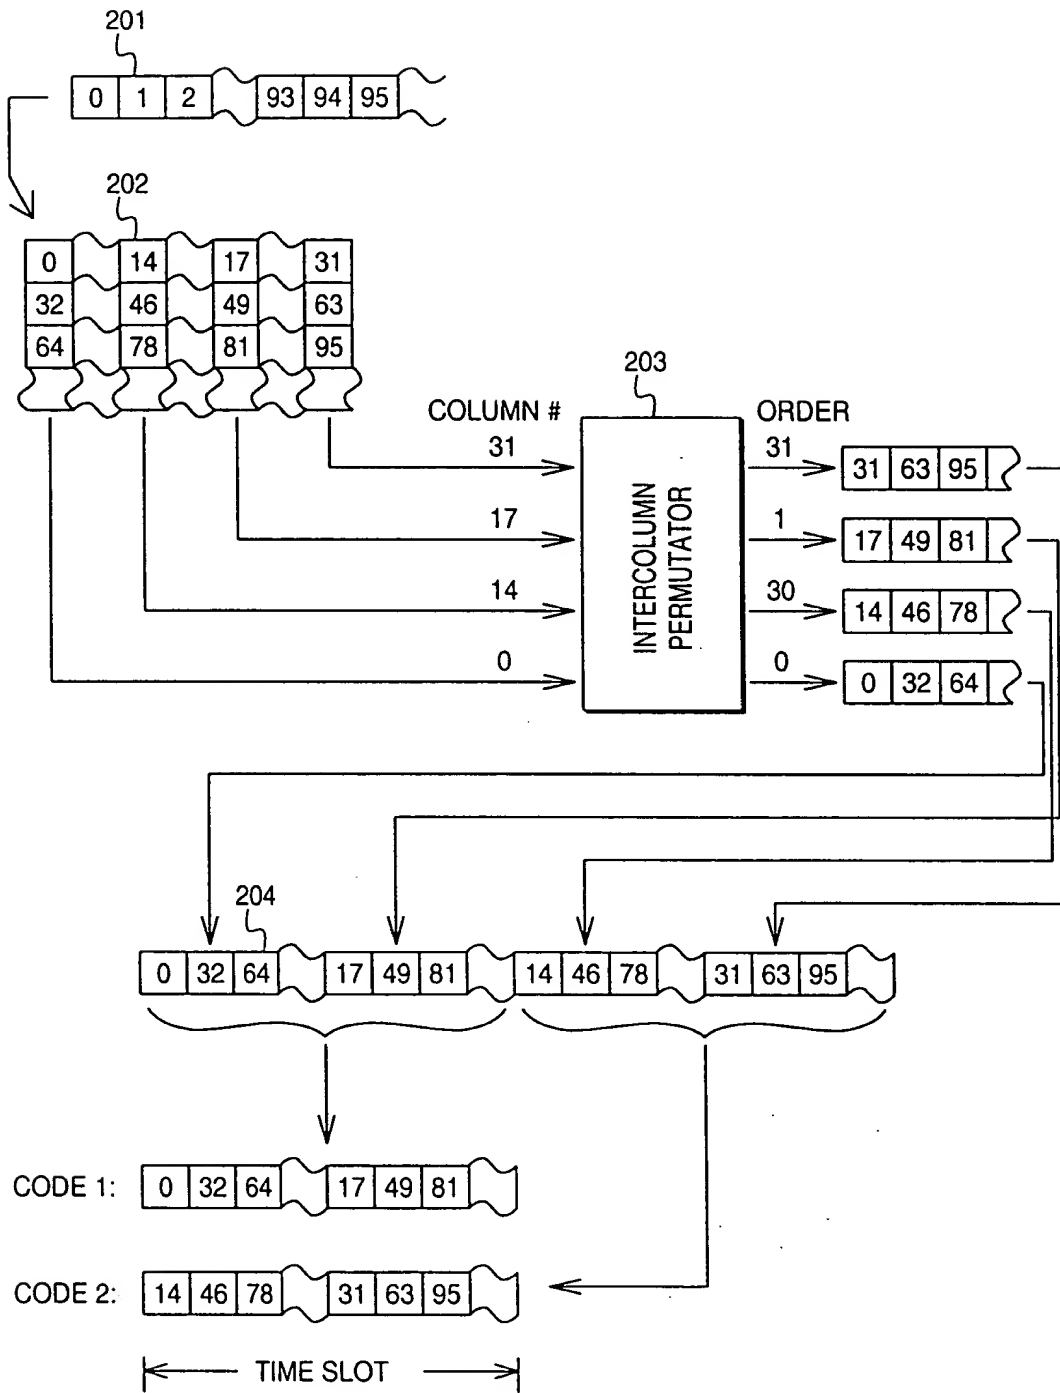 201
0 1 2 93 94 95
202
0 14 17 31
32 46 49 63
64 78 81 95
203
COLUMN # ORDER
31 31 31 63 95
17 1 17 49 81
14 30 14 46 78
0 0 0 32 64
INTERCOLUMN
PERMUTATOR
204
0 32 64 17 49 81 14 46 78 31 63 95
CODE 1: 0 32 64 17 49 81
CODE 2: 14 46 78 31 63 95
TIME SLOT